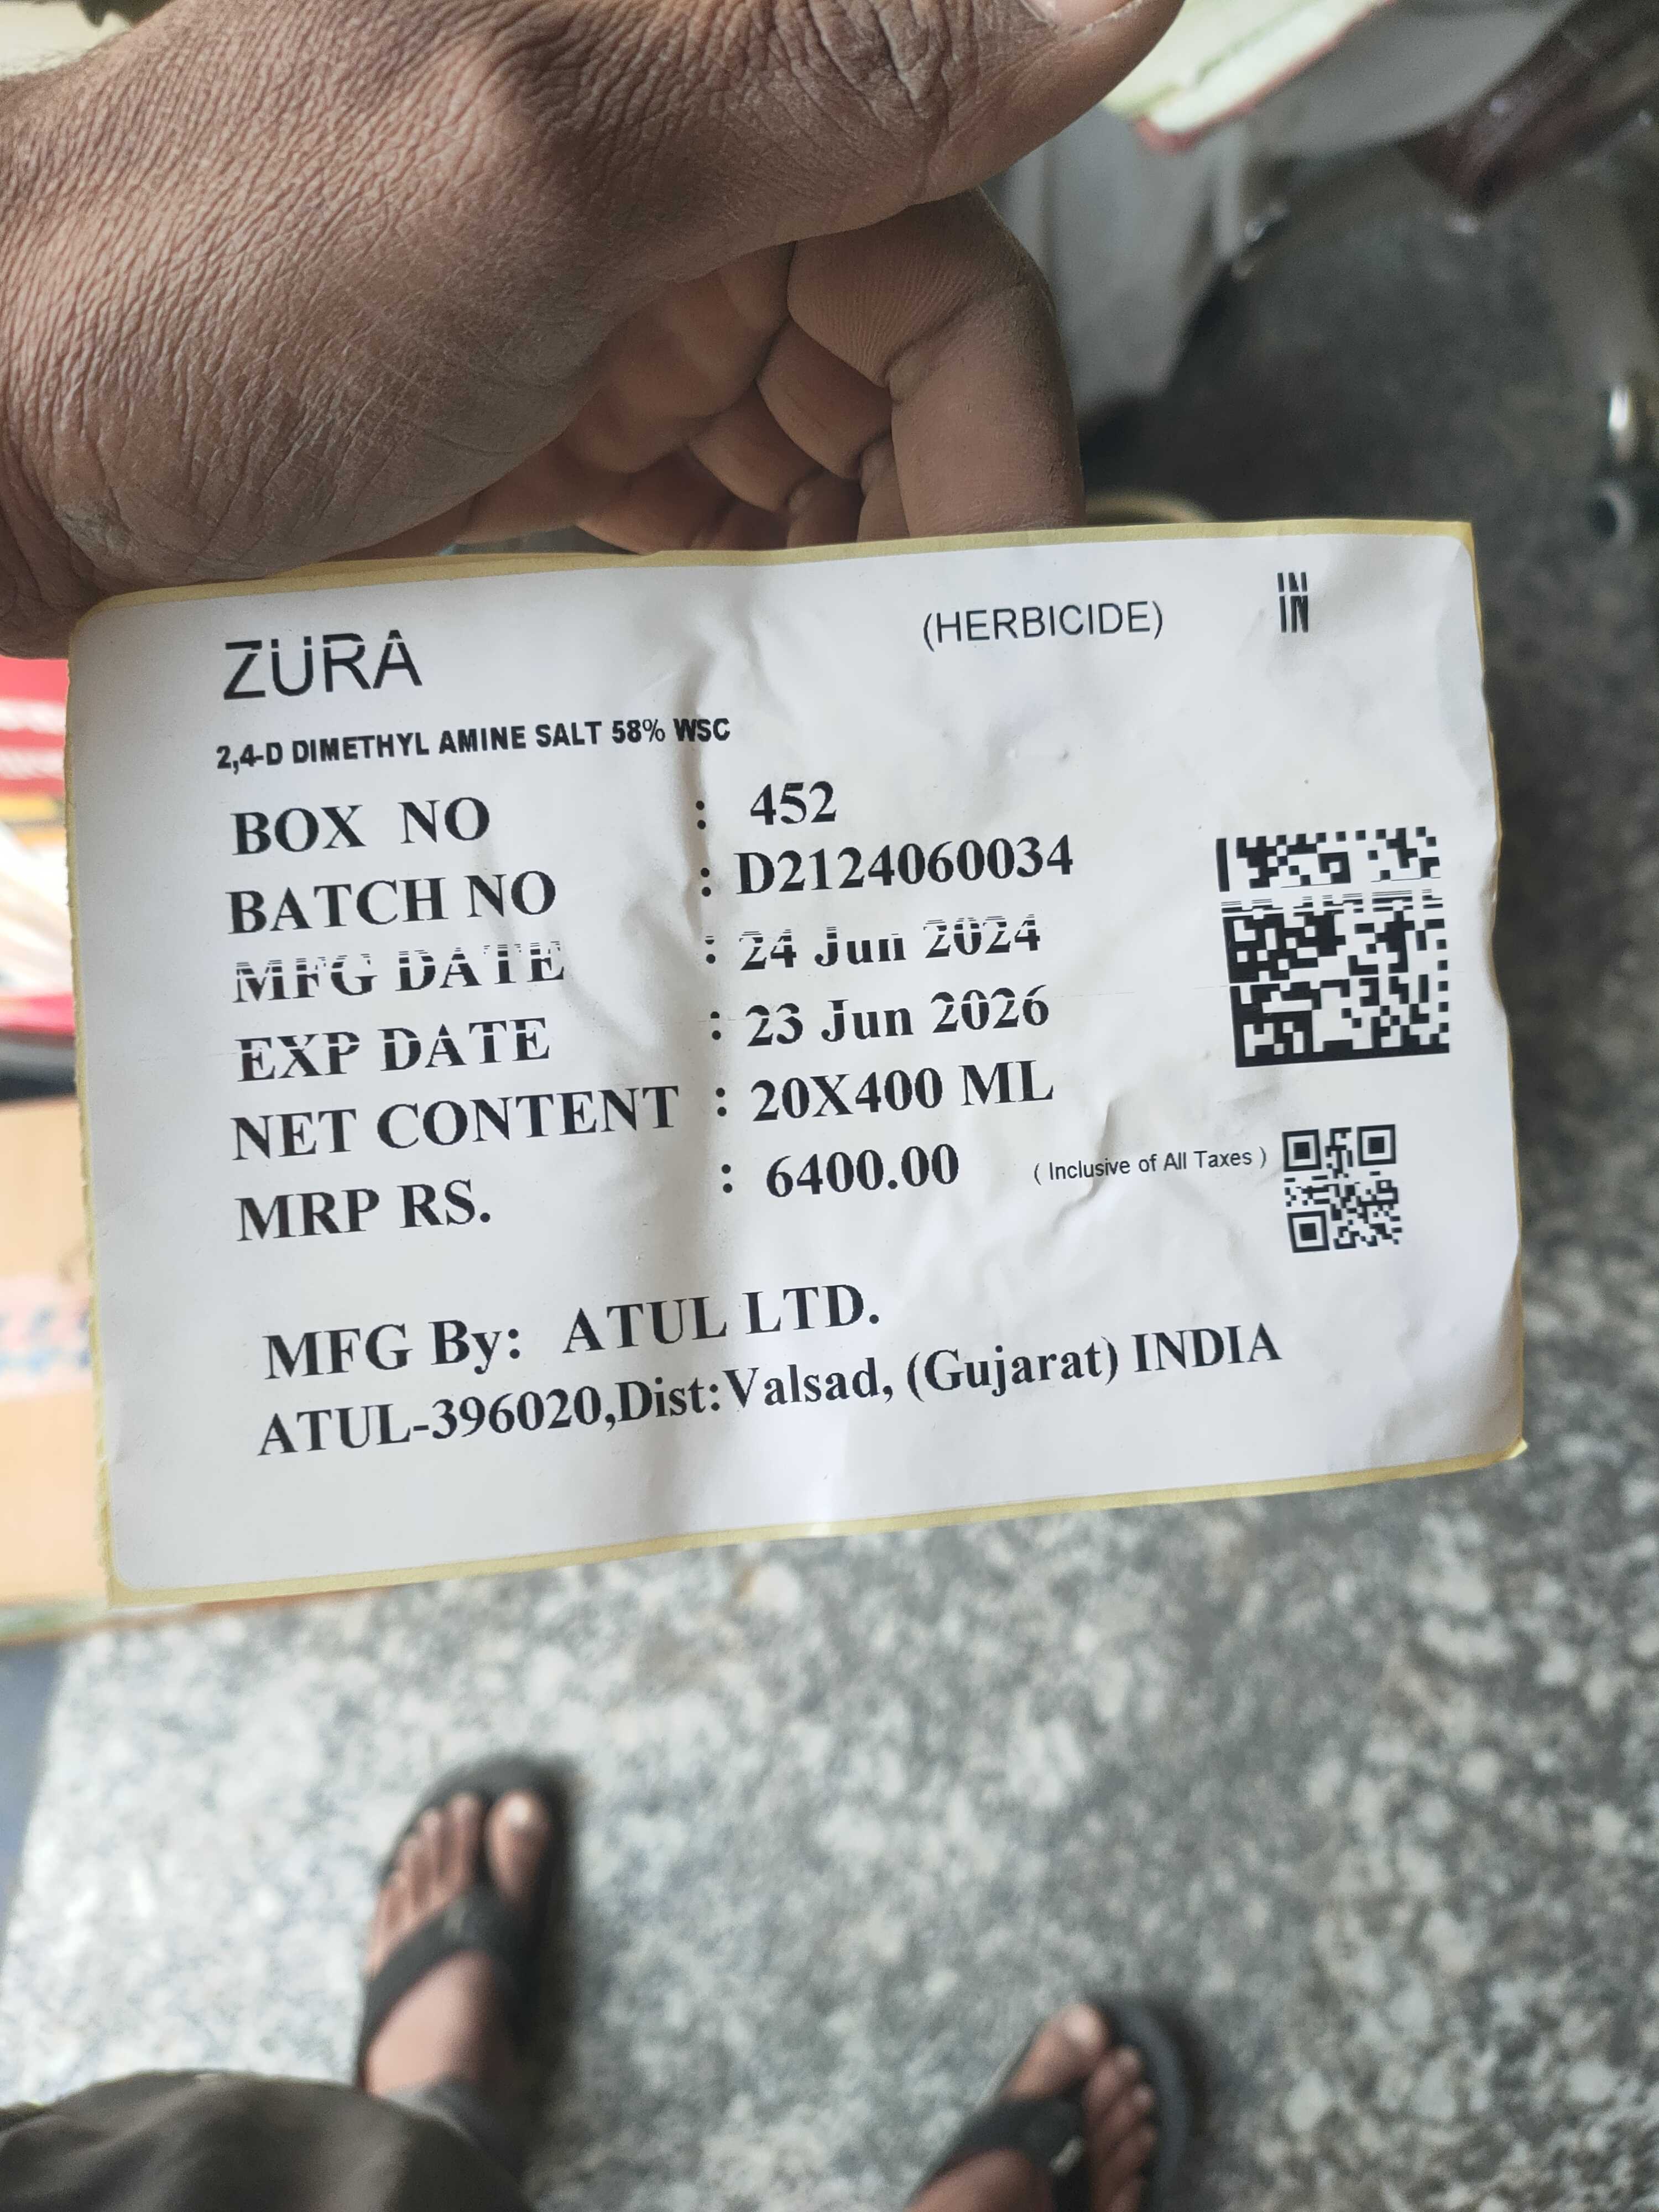 ZURA (HERBICIDE) IN
2,4-D DIMETHYL AMINE SALT 58% WSC
BOX NO : 452
BATCH NO : D2124060034
MFG DATE : 24 Jun 2024
EXP DATE : 23 Jun 2026
NET CONTENT : 20X400 ML
MRP RS. : 6400.00 ( Inclusive of All Taxes )
MFG By: ATUL LTD.
ATUL-396020,Dist:Valsad, (Gujarat) INDIA